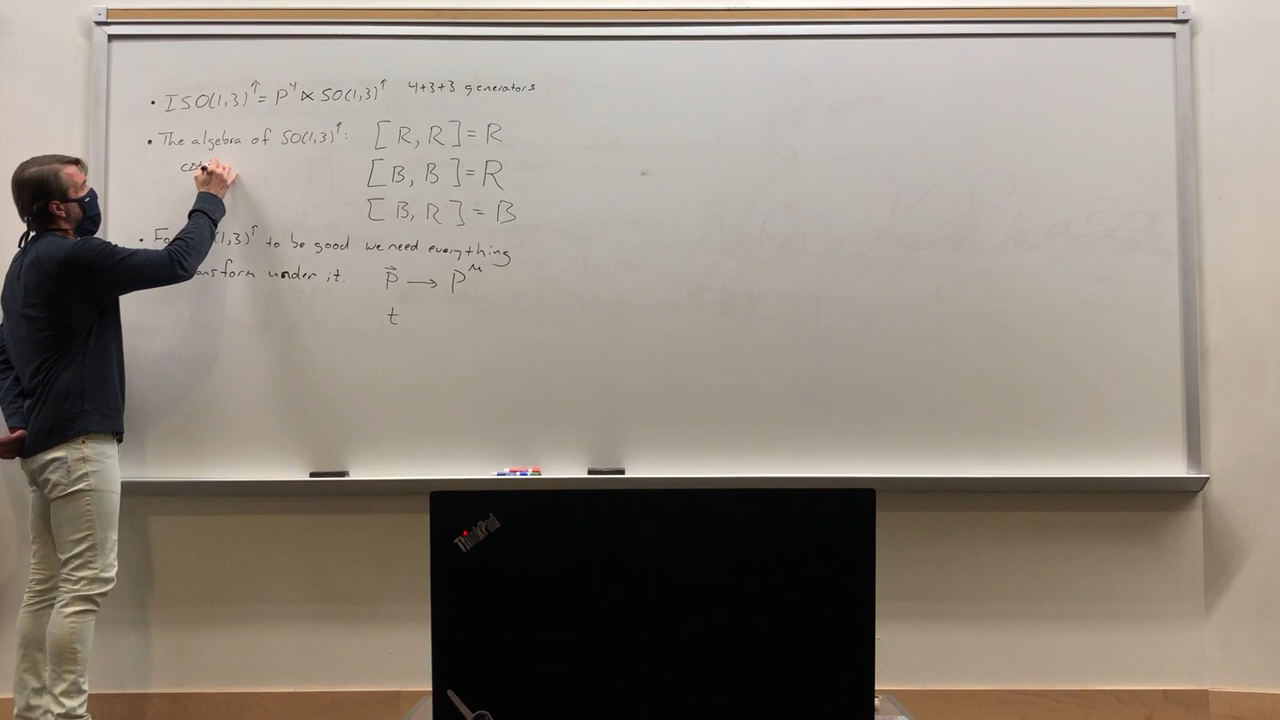 • ISO(1,3)↑ = P⁴ ⋉ SO(1,3)↑ 4+3+3 generators
• The algebra of SO(1,3)↑: [R, R] = R
[B, B] = R
[B, R] = B
• (1,3)↑ to be good we need everything
under it. p⃗ → P^μ
t
ThinkPad